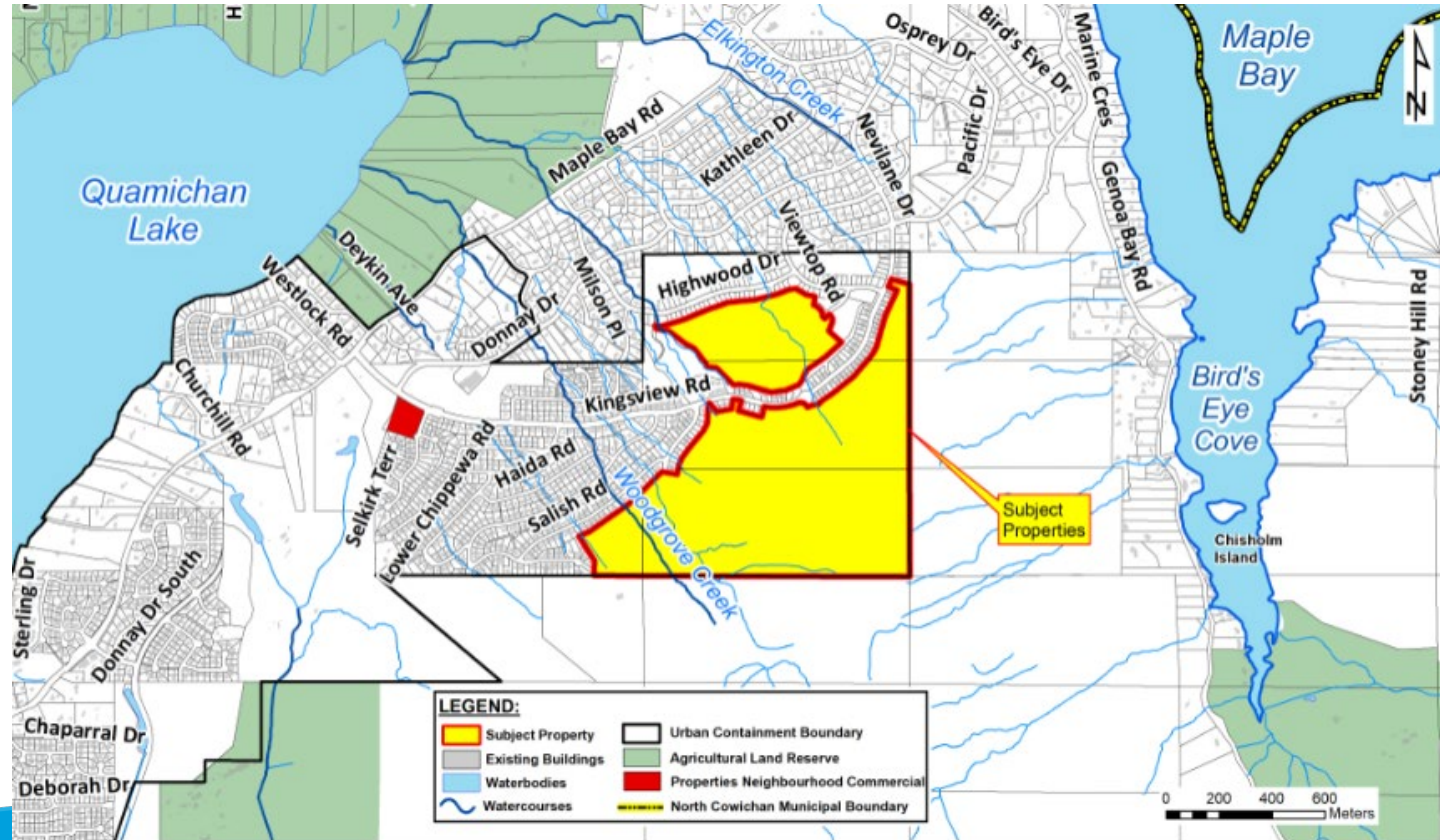 H
Osprey Dr
Bird's Eye Dr
Marine Cres
Maple
Bay
N
Elkington Creek
Maple Bay Rd
Kathleen Dr
Nevilane Dr
Pacific Dr
Genoa Bay Rd
Quamichan
Lake
Deykin Ave
Westlock Rd
Milson Pl
Highwood Dr
Viewtop Rd
Donnay Dr
Stoney Hill Rd
Churchill Rd
Kingsview Rd
Bird's
Eye
Cove
Selkirk Terr
Lower Chippewa Rd
Haida Rd
Salish Rd
Woodgrove Creek
Subject
Properties
Chisholm
Island
Sterling Dr
Donnay Dr South
Chaparral Dr
Deborah Dr
LEGEND:
Subject Property
Urban Containment Boundary
Existing Buildings
Agricultural Land Reserve
Waterbodies
Properties Neighbourhood Commercial
Watercourses
North Cowichan Municipal Boundary
0 200 400 600
Meters